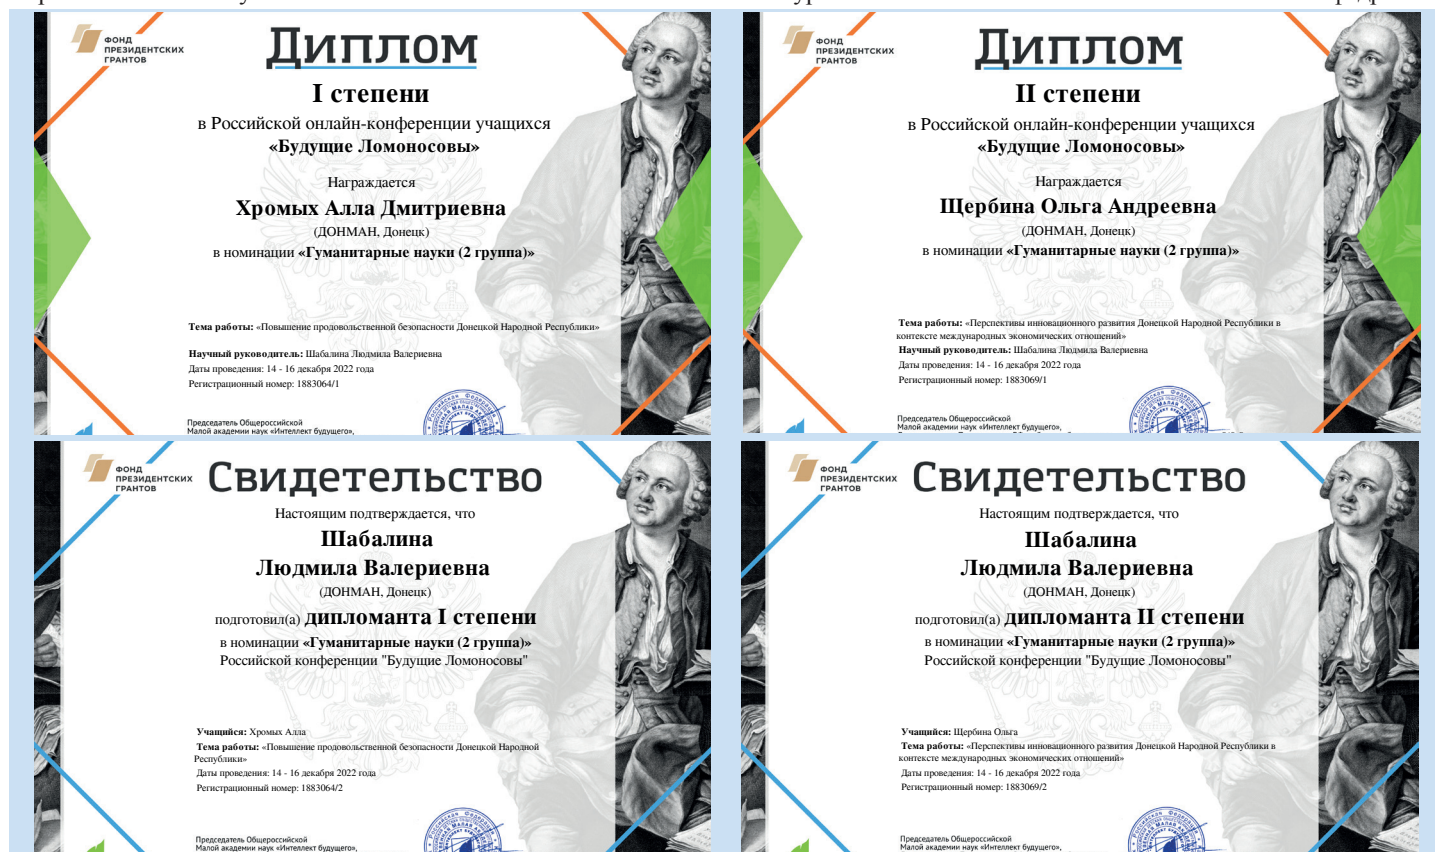 ФОНД
ПРЕЗИДЕНТСКИХ
ГРАНТОВ
Диплом
I степени
в Российской онлайн-конференции учащихся
«Будущие Ломоносовы»
Награждается
Хромых Алла Дмитриевна
(ДОНМАН, Донецк)
в номинации «Гуманитарные науки (2 группа)»
Тема работы: «Повышение продовольственной безопасности Донецкой Народной Республики»
Научный руководитель: Шабалина Людмила Валериевна
Даты проведения: 14 - 16 декабря 2022 года
Регистрационный номер: 1883064/1
Председатель Общероссийской
Малой академии наук «Интеллект будущего»,
ФОНД
ПРЕЗИДЕНТСКИХ
ГРАНТОВ
Диплом
II степени
в Российской онлайн-конференции учащихся
«Будущие Ломоносовы»
Награждается
Щербина Ольга Андреевна
(ДОНМАН, Донецк)
в номинации «Гуманитарные науки (2 группа)»
Тема работы: «Перспективы инновационного развития Донецкой Народной Республики в
контексте международных экономических отношений»
Научный руководитель: Шабалина Людмила Валериевна
Даты проведения: 14 - 16 декабря 2022 года
Регистрационный номер: 1883069/1
Председатель Общероссийской
Малой академии наук «Интеллект будущего»,
ФОНД
ПРЕЗИДЕНТСКИХ
ГРАНТОВ
Свидетельство
Настоящим подтверждается, что
Шабалина
Людмила Валериевна
(ДОНМАН, Донецк)
подготовил(а) дипломанта I степени
в номинации «Гуманитарные науки (2 группа)»
Российской конференции "Будущие Ломоносовы"
Учащийся: Хромых Алла
Тема работы: «Повышение продовольственной безопасности Донецкой Народной
Республики»
Даты проведения: 14 - 16 декабря 2022 года
Регистрационный номер: 1883064/2
Председатель Общероссийской
Малой академии наук «Интеллект будущего»,
ФОНД
ПРЕЗИДЕНТСКИХ
ГРАНТОВ
Свидетельство
Настоящим подтверждается, что
Шабалина
Людмила Валериевна
(ДОНМАН, Донецк)
подготовил(а) дипломанта II степени
в номинации «Гуманитарные науки (2 группа)»
Российской конференции "Будущие Ломоносовы"
Учащийся: Щербина Ольга
Тема работы: «Перспективы инновационного развития Донецкой Народной Республики в
контексте международных экономических отношений»
Даты проведения: 14 - 16 декабря 2022 года
Регистрационный номер: 1883069/2
Председатель Общероссийской
Малой академии наук «Интеллект будущего»,